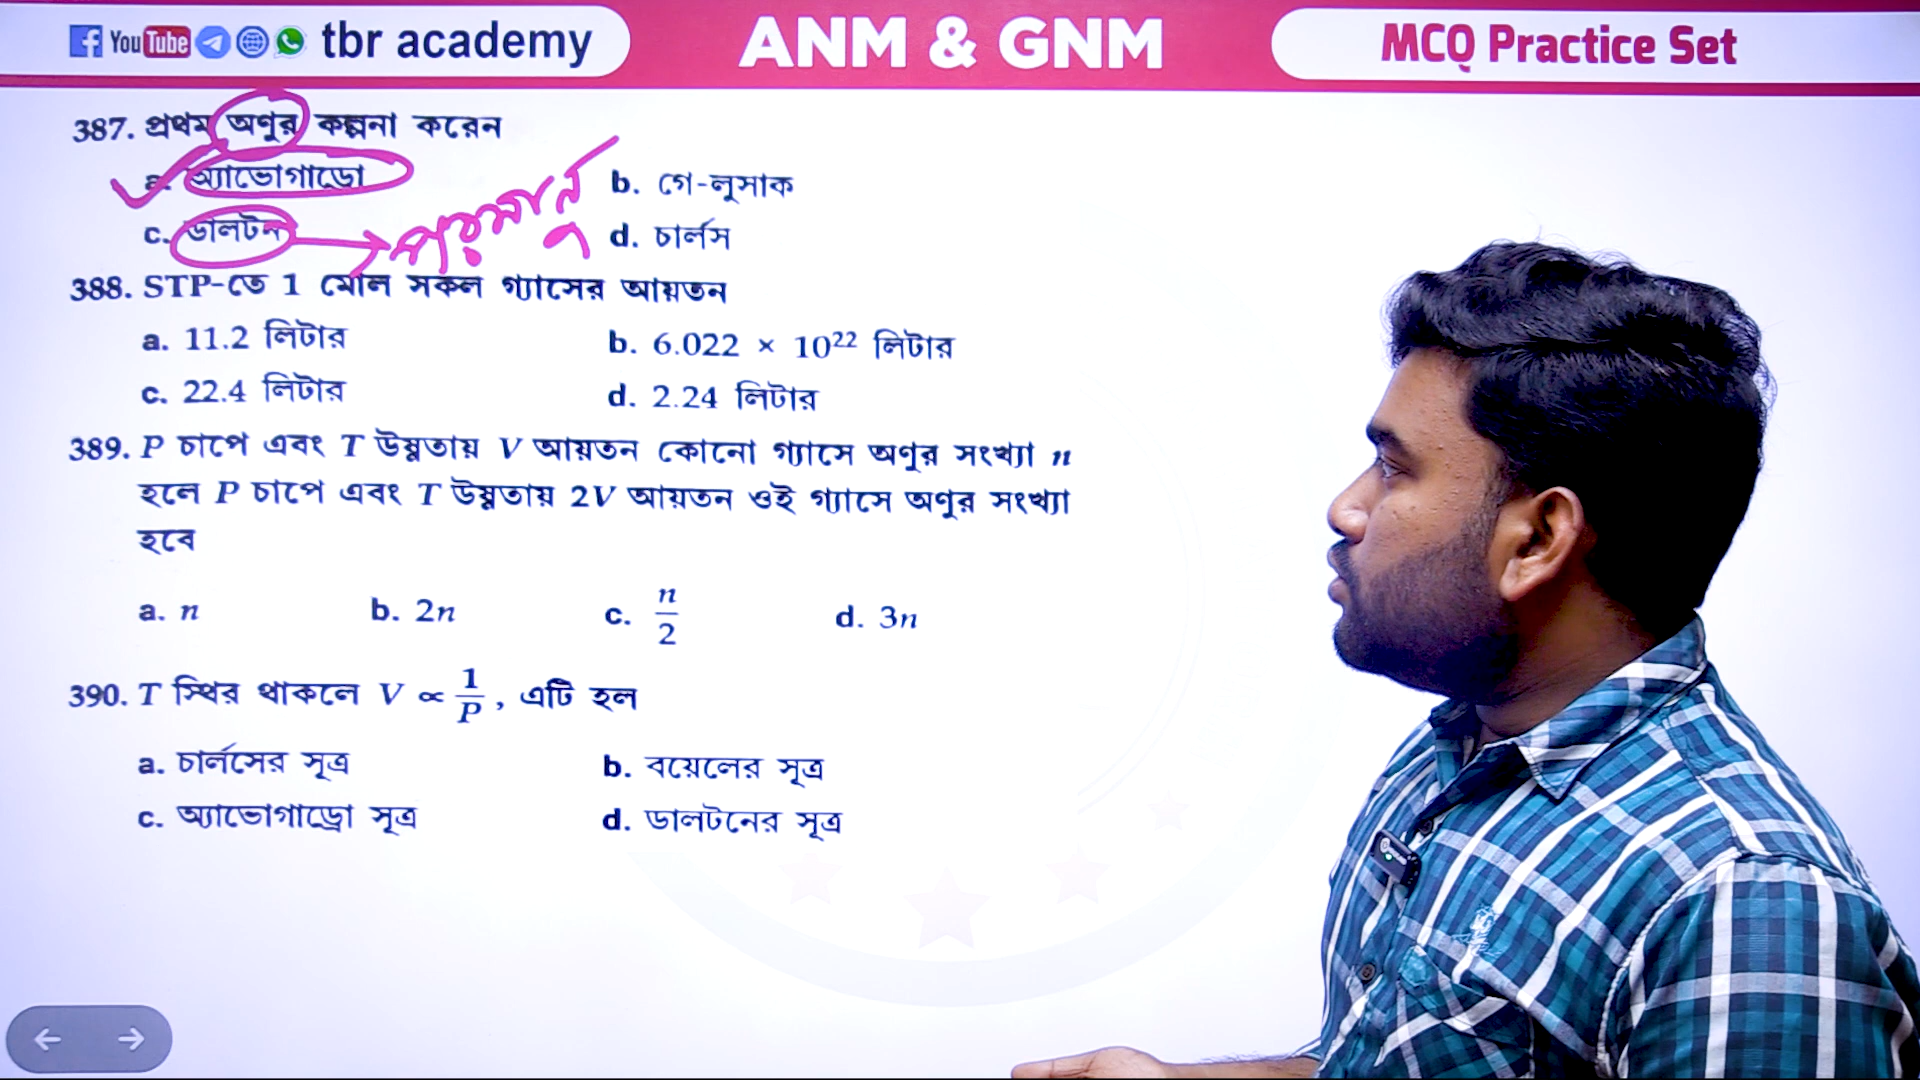 YouTube tbr academy ANM & GNM MCQ Practice Set
387. প্রথম অণুর কল্পনা করেন
a. অ্যাভোগাড্রো b. গে-লুসাক
c. ডালটন → পরমাণু d. চার্লস
388. STP-তে 1 মোল সকল গ্যাসের আয়তন
a. 11.2 লিটার b. 6.022 × 10²² লিটার
c. 22.4 লিটার d. 2.24 লিটার
389. P চাপে এবং T উষ্ণতায় V আয়তন কোনো গ্যাসে অণুর সংখ্যা n
হলে P চাপে এবং T উষ্ণতায় 2V আয়তন ওই গ্যাসে অণুর সংখ্যা
হবে
a. n b. 2n c. n/2 d. 3n
390. T স্থির থাকলে V ∝ 1/P, এটি হল
a. চার্লসের সূত্র b. বয়েলের সূত্র
c. অ্যাভোগাড্রো সূত্র d. ডালটনের সূত্র